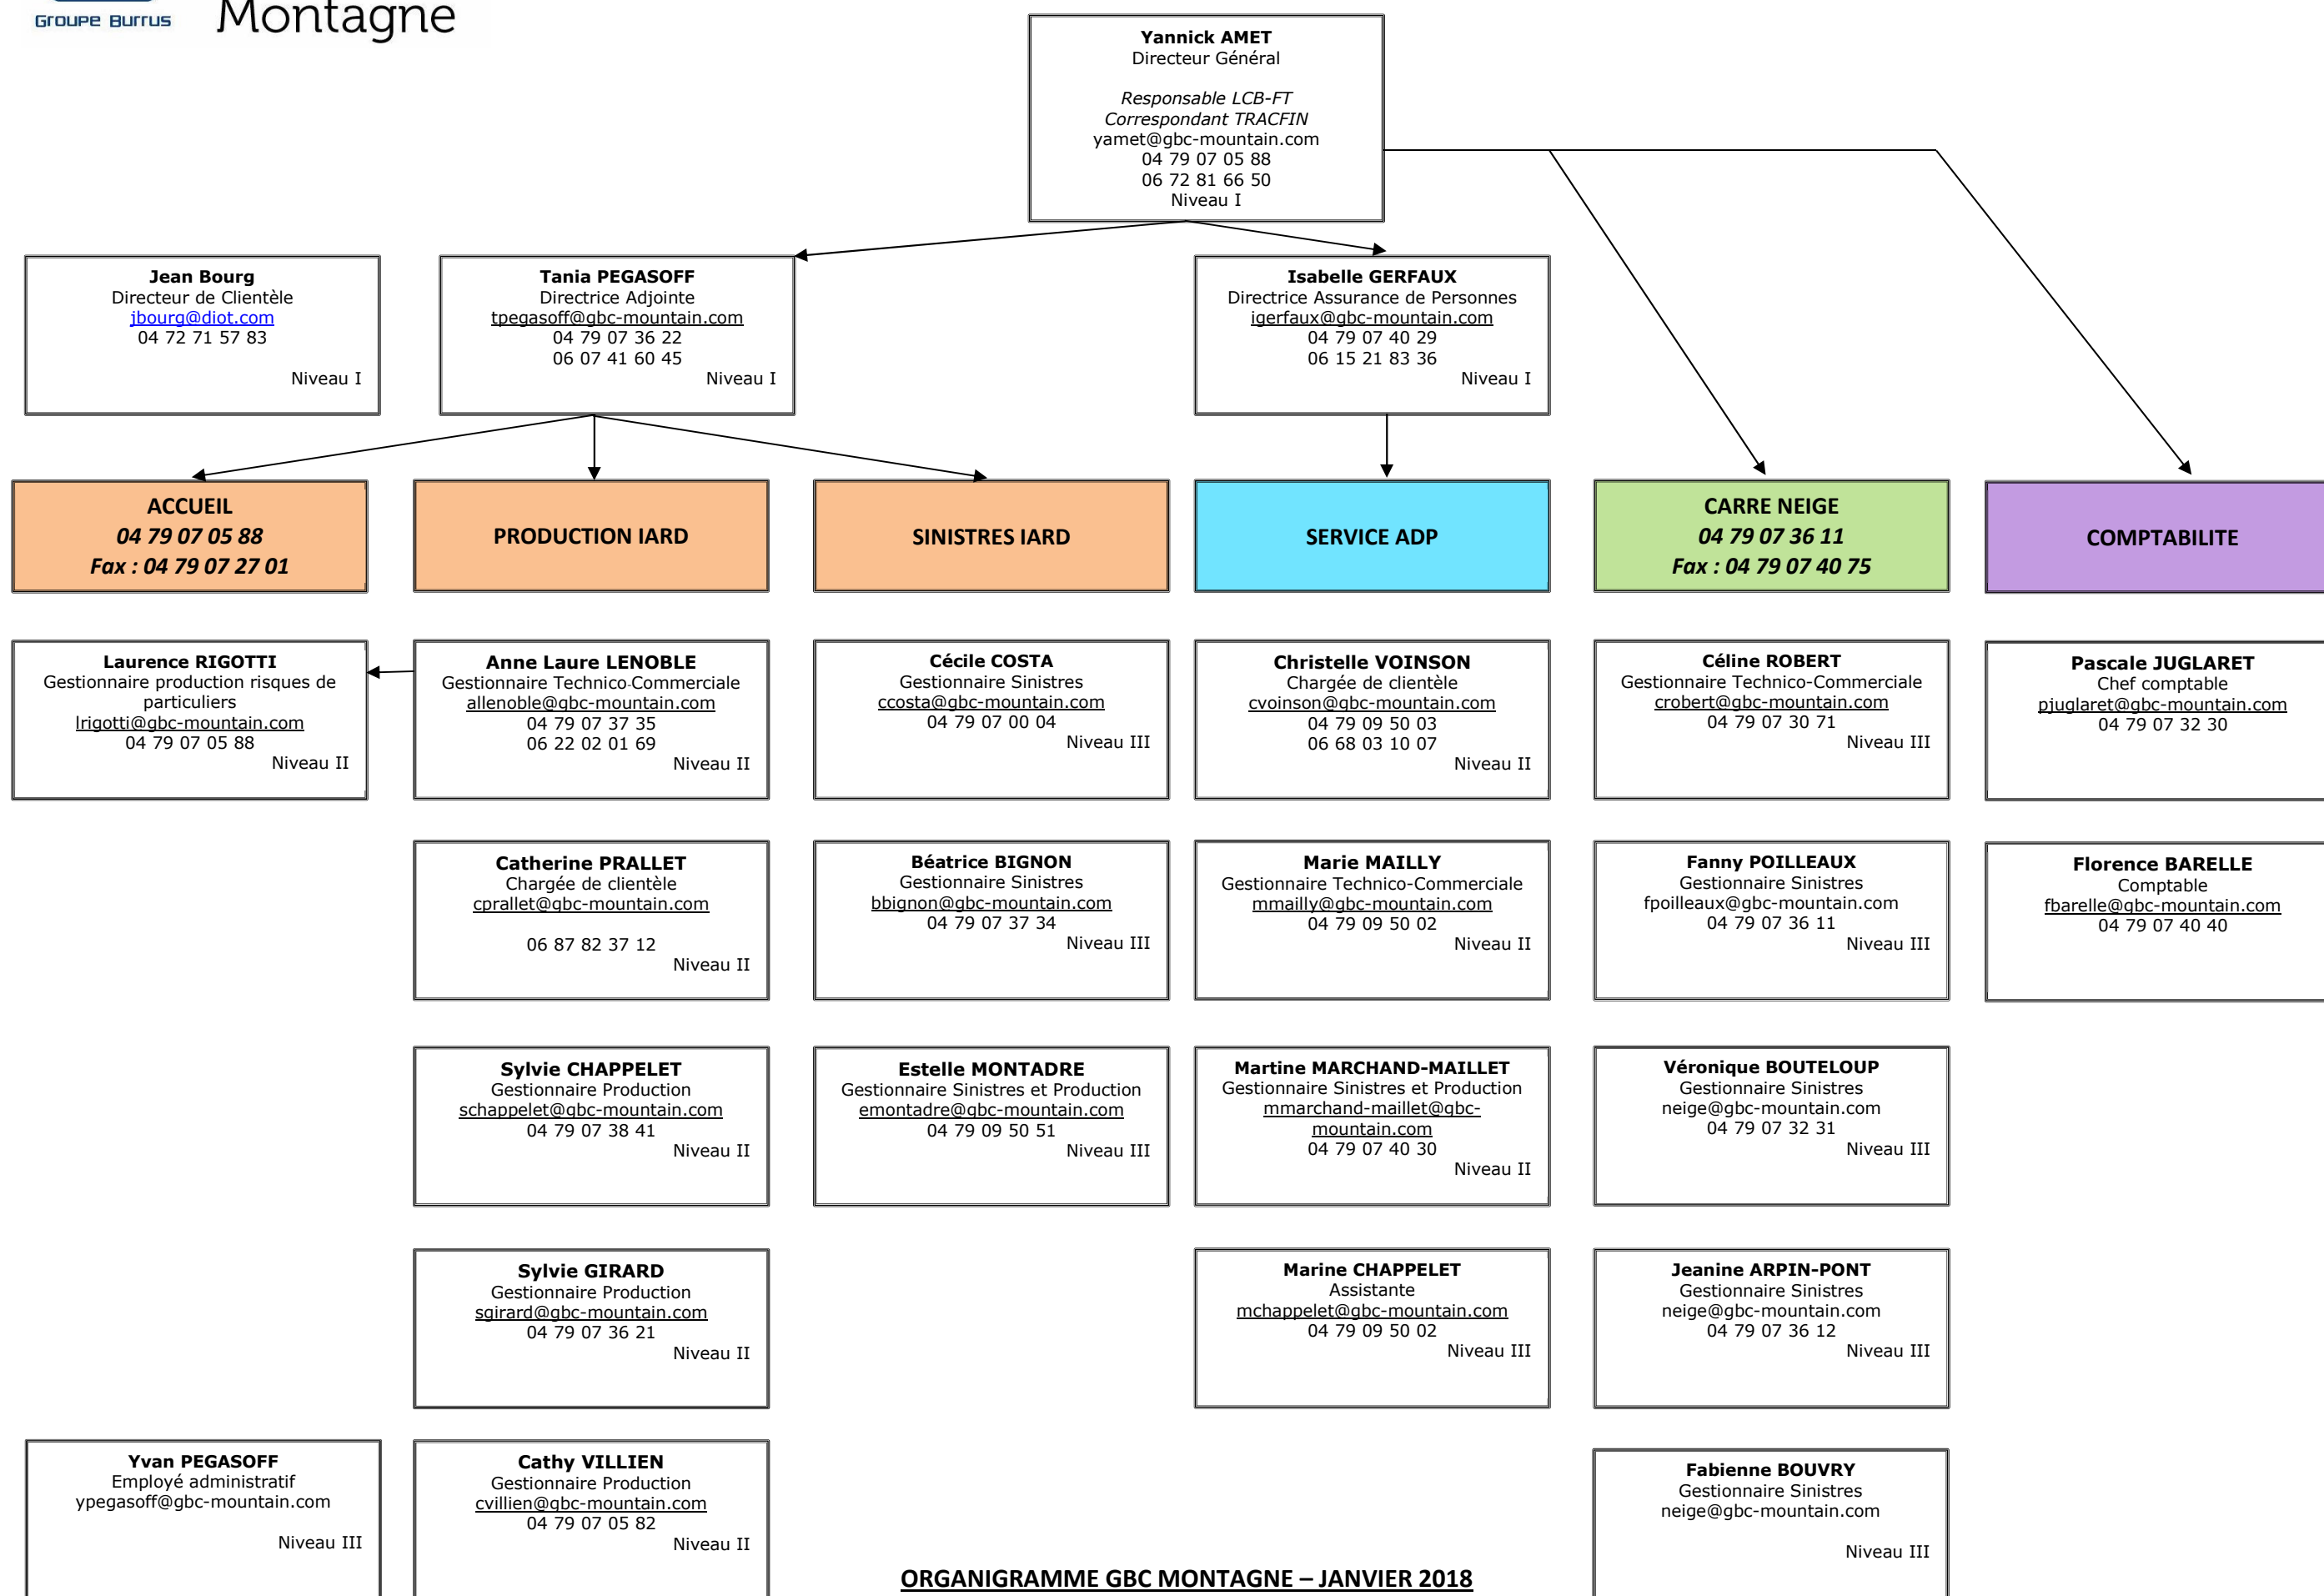 GROUPE BURRUS
Montagne
Yannick AMET
Directeur Général
Responsable LCB-FT
Correspondant TRACFIN
yamet@gbc-mountain.com
04 79 07 05 88
06 72 81 66 50
Niveau I
Jean Bourg
Directeur de Clientèle
jbourg@diot.com
04 72 71 57 83
Niveau I
Tania PEGASOFF
Directrice Adjointe
tpegasoff@gbc-mountain.com
04 79 07 36 22
06 07 41 60 45
Niveau I
Isabelle GERFAUX
Directrice Assurance de Personnes
igerfaux@gbc-mountain.com
04 79 07 40 29
06 15 21 83 36
Niveau I
ACCUEIL
04 79 07 05 88
Fax : 04 79 07 27 01
PRODUCTION IARD
SINISTRES IARD
SERVICE ADP
CARRE NEIGE
04 79 07 36 11
Fax : 04 79 07 40 75
COMPTABILITE
Laurence RIGOTTI
Gestionnaire production risques de
particuliers
lrigotti@gbc-mountain.com
04 79 07 05 88
Niveau II
Anne Laure LENOBLE
Gestionnaire Technico-Commerciale
allenoble@gbc-mountain.com
04 79 07 37 35
06 22 02 01 69
Niveau II
Cécile COSTA
Gestionnaire Sinistres
ccosta@gbc-mountain.com
04 79 07 00 04
Niveau III
Christelle VOINSON
Chargée de clientèle
cvoinson@gbc-mountain.com
04 79 09 50 03
06 68 03 10 07
Niveau II
Céline ROBERT
Gestionnaire Technico-Commerciale
crobert@gbc-mountain.com
04 79 07 30 71
Niveau III
Pascale JUGLARET
Chef comptable
pjuglaret@gbc-mountain.com
04 79 07 32 30
Catherine PRALLET
Chargée de clientèle
cprallet@gbc-mountain.com
06 87 82 37 12
Niveau II
Béatrice BIGNON
Gestionnaire Sinistres
bbignon@gbc-mountain.com
04 79 07 37 34
Niveau III
Marie MAILLY
Gestionnaire Technico-Commerciale
mmailly@gbc-mountain.com
04 79 09 50 02
Niveau II
Fanny POILLEAUX
Gestionnaire Sinistres
fpoilleaux@gbc-mountain.com
04 79 07 36 11
Niveau III
Florence BARELLE
Comptable
fbarelle@gbc-mountain.com
04 79 07 40 40
Sylvie CHAPPELET
Gestionnaire Production
schappelet@gbc-mountain.com
04 79 07 38 41
Niveau II
Estelle MONTADRE
Gestionnaire Sinistres et Production
emontadre@gbc-mountain.com
04 79 09 50 51
Niveau III
Martine MARCHAND-MAILLET
Gestionnaire Sinistres et Production
mmarchand-maillet@gbc-
mountain.com
04 79 07 40 30
Niveau II
Véronique BOUTELOUP
Gestionnaire Sinistres
neige@gbc-mountain.com
04 79 07 32 31
Niveau III
Sylvie GIRARD
Gestionnaire Production
sgirard@gbc-mountain.com
04 79 07 36 21
Niveau II
Marine CHAPPELET
Assistante
mchappelet@gbc-mountain.com
04 79 09 50 02
Niveau III
Jeanine ARPIN-PONT
Gestionnaire Sinistres
neige@gbc-mountain.com
04 79 07 36 12
Niveau III
Yvan PEGASOFF
Employé administratif
ypegasoff@gbc-mountain.com
Niveau III
Cathy VILLIEN
Gestionnaire Production
cvillien@gbc-mountain.com
04 79 07 05 82
Niveau II
Fabienne BOUVRY
Gestionnaire Sinistres
neige@gbc-mountain.com
Niveau III
ORGANIGRAMME GBC MONTAGNE – JANVIER 2018